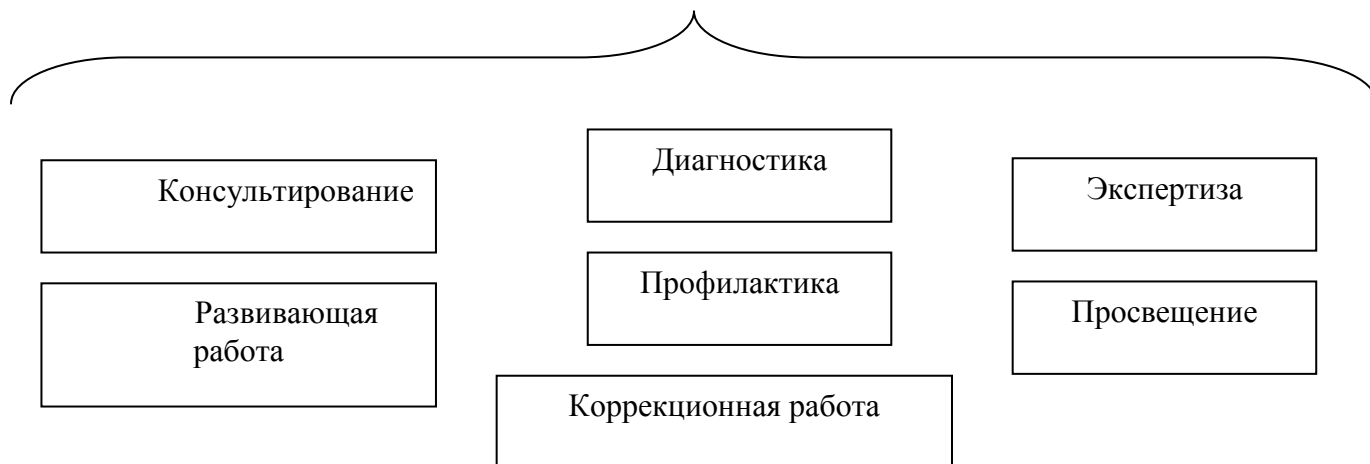 Консультирование
Диагностика
Экспертиза
Развивающая
работа
Профилактика
Просвещение
Коррекционная работа